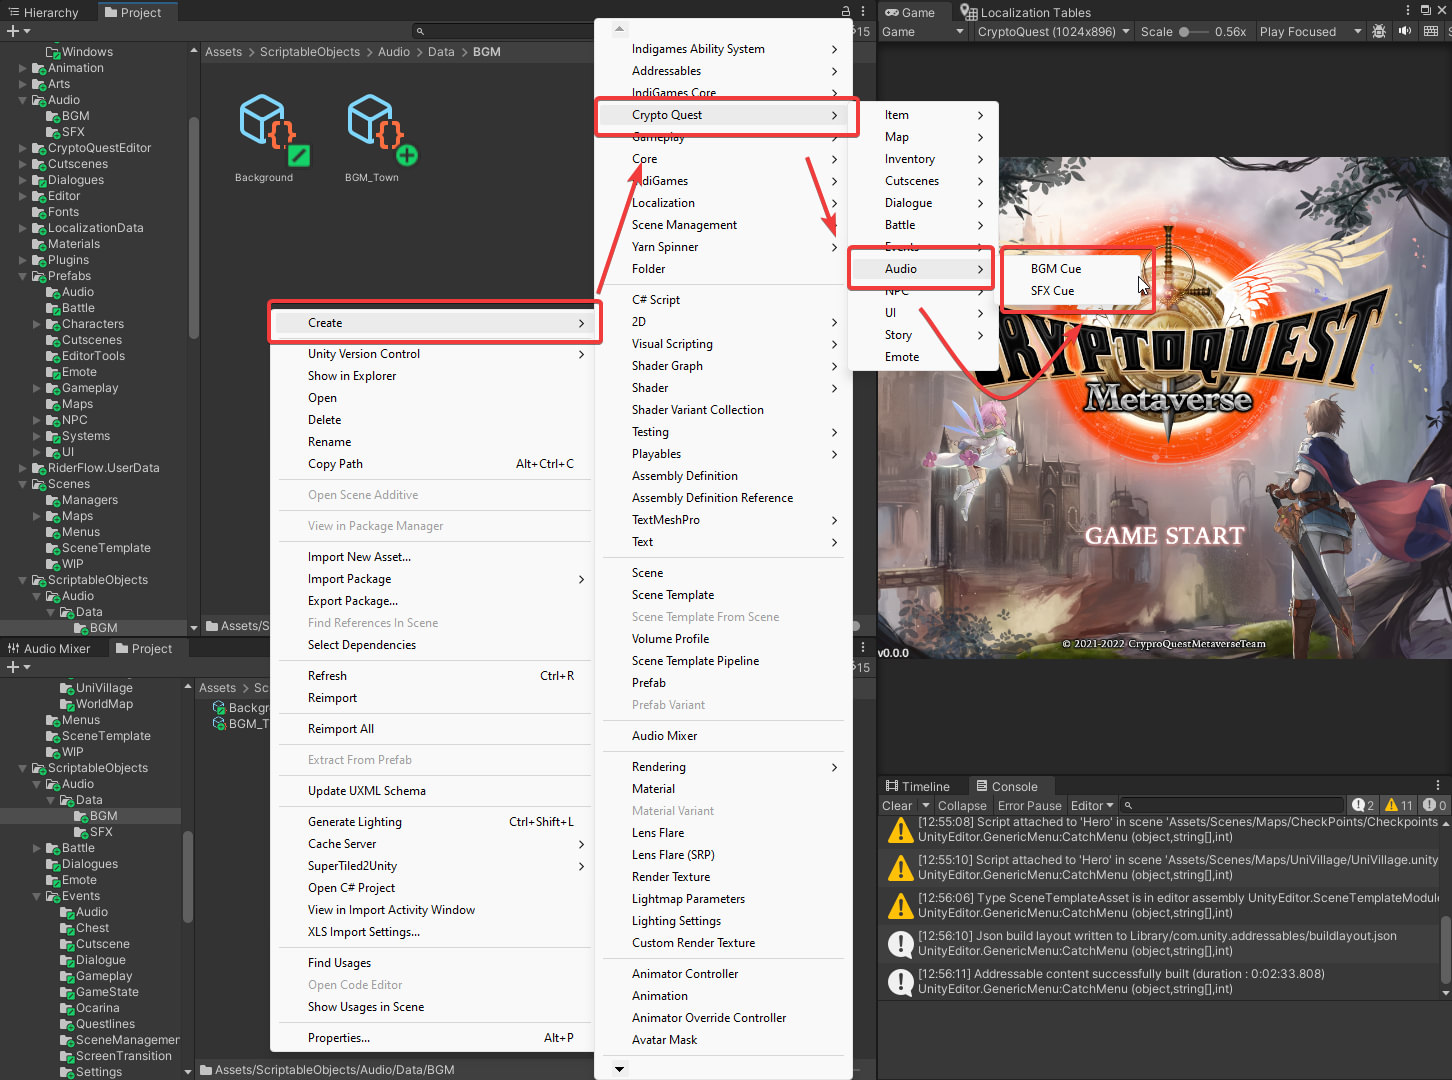 Hierarchy
Project
15
Windows
Animation
Arts
Audio
BGM
SFX
CryptoQuestEditor
Cutscenes
Dialogues
Editor
Fonts
LocalizationData
Materials
Plugins
Prefabs
Audio
Battle
Characters
Cutscenes
EditorTools
Emote
Gameplay
Maps
NPC
Systems
UI
RiderFlow.UserData
Scenes
Managers
Maps
Menus
SceneTemplate
WIP
ScriptableObjects
Audio
Data
BGM
Assets > ScriptableObjects > Audio > Data > BGM
Background
BGM_Town
Assets/S
Audio Mixer
Project
15
UniVillage
WorldMap
Menus
SceneTemplate
WIP
ScriptableObjects
Audio
Data
BGM
SFX
Battle
Dialogues
Emote
Events
Audio
Chest
Cutscene
Dialogue
Gameplay
GameState
Ocarina
Questlines
SceneManagemer
ScreenTransition
Settings
Assets > Sc
Backgr
BGM_T
Assets/ScriptableObjects/Audio/Data/BGM
Create
Unity Version Control
Show in Explorer
Open
Delete
Rename
Copy Path Alt+Ctrl+C
Open Scene Additive
View in Package Manager
Import New Asset...
Import Package
Export Package...
Find References In Scene
Select Dependencies
Refresh Ctrl+R
Reimport
Reimport All
Extract From Prefab
Update UXML Schema
Generate Lighting Ctrl+Shift+L
Cache Server
SuperTiled2Unity
Open C# Project
View in Import Activity Window
XLS Import Settings...
Find Usages
Open Code Editor
Show Usages in Scene
Properties... Alt+P
Indigames Ability System
Addressables
IndiGames Core
Crypto Quest
Gameplay
Core
IndiGames
Localization
Scene Management
Yarn Spinner
Folder
C# Script
2D
Visual Scripting
Shader Graph
Shader
Shader Variant Collection
Testing
Playables
Assembly Definition
Assembly Definition Reference
TextMeshPro
Text
Scene
Scene Template
Scene Template From Scene
Volume Profile
Scene Template Pipeline
Prefab
Prefab Variant
Audio Mixer
Rendering
Material
Material Variant
Lens Flare
Lens Flare (SRP)
Render Texture
Lightmap Parameters
Lighting Settings
Custom Render Texture
Animator Controller
Animation
Animator Override Controller
Avatar Mask
Item
Map
Inventory
Cutscenes
Dialogue
Battle
Events
Audio
NPC
UI
Story
Emote
BGM Cue
SFX Cue
Game
Localization Tables
Game CryptoQuest (1024x896) Scale 0.56x Play Focused
CRYPTOQUEST
Metaverse
GAME START
© 2021-2022 CryproQuestMetaverseTeam
v0.0.0
Timeline
Console
Clear Collapse Error Pause Editor 2 11 0
[12:55:08] Script attached to 'Hero' in scene 'Assets/Scenes/Maps/CheckPoints/Checkpoints
UnityEditor.GenericMenu:CatchMenu (object,string[],int)
[12:55:10] Script attached to 'Hero' in scene 'Assets/Scenes/Maps/UniVillage/UniVillage.unity
UnityEditor.GenericMenu:CatchMenu (object,string[],int)
[12:56:06] Type SceneTemplateAsset is in editor assembly UnityEditor.SceneTemplateModule
UnityEditor.GenericMenu:CatchMenu (object,string[],int)
[12:56:10] Json build layout written to Library/com.unity.addressables/buildlayout.json
UnityEditor.GenericMenu:CatchMenu (object,string[],int)
[12:56:11] Addressable content successfully built (duration : 0:02:33.808)
UnityEditor.GenericMenu:CatchMenu (object,string[],int)